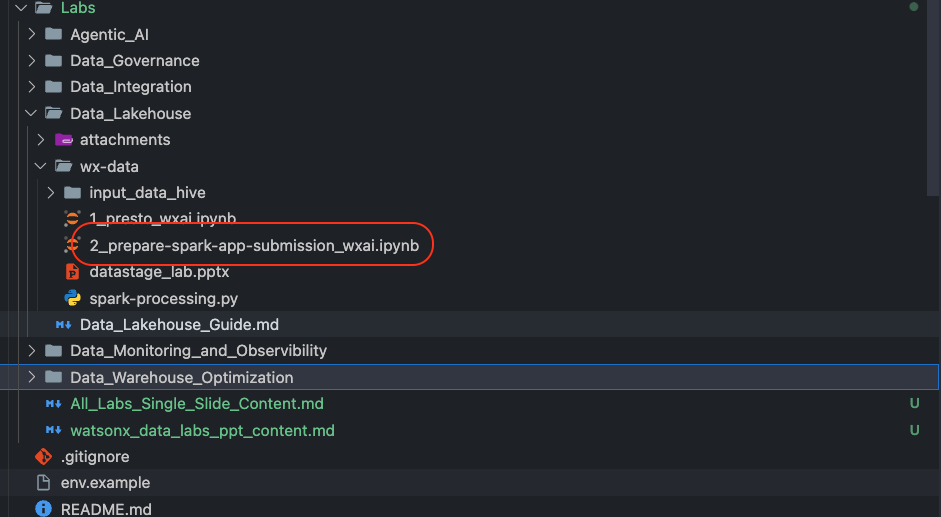 Labs
Agentic_AI
Data_Governance
Data_Integration
Data_Lakehouse
attachments
wx-data
input_data_hive
1_presto_wxai.ipynb
2_prepare-spark-app-submission_wxai.ipynb
datastage_lab.pptx
spark-processing.py
Data_Lakehouse_Guide.md
Data_Monitoring_and_Observibility
Data_Warehouse_Optimization
All_Labs_Single_Slide_Content.md U
watsonx_data_labs_ppt_content.md U
.gitignore
env.example
README.md